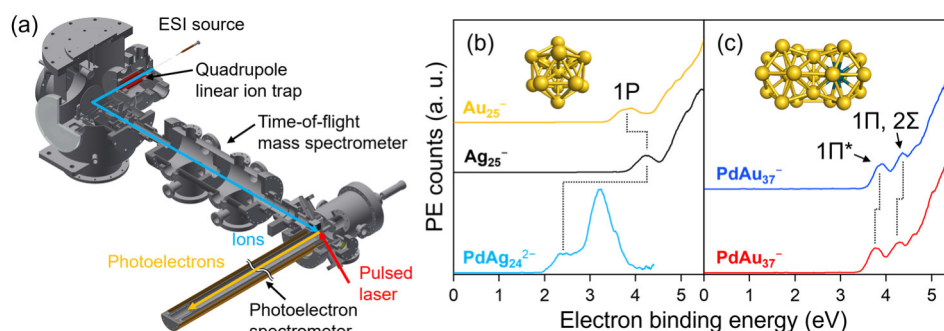 (a)
ESI source
Quadrupole
linear ion trap
Time-of-flight
mass spectrometer
Ions
Photoelectrons
Pulsed
laser
Photoelectron
spectrometer
(b)
1P
Au₂₅⁻
Ag₂₅⁻
PdAg₂₄²⁻
PE counts (a. u.)
0 1 2 3 4 5
(c)
1Π, 2Σ
1Π*
PdAu₃₇⁻
PdAu₃₇⁻
0 1 2 3 4 5
Electron binding energy (eV)